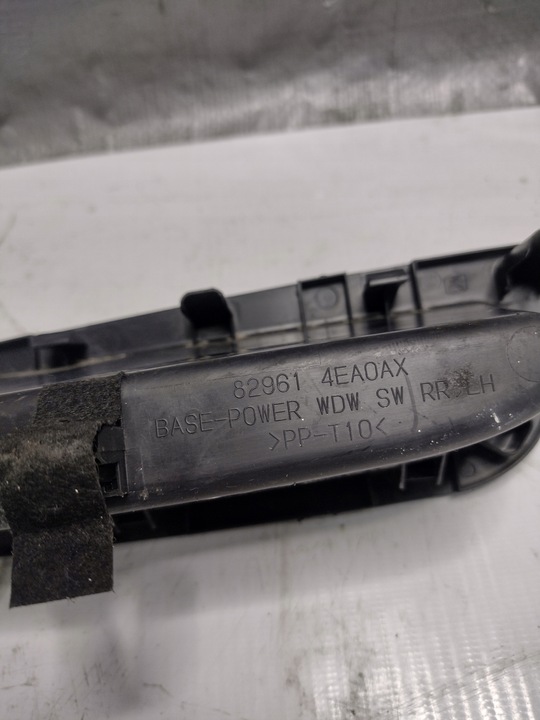 82961 4EA0AX
BASE-POWER WDW SW RR LH
>PP-T10<